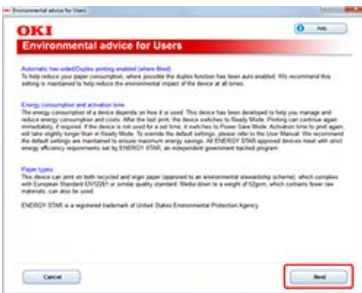 Environmental advice for Users
OKI
Help
Environmental advice for Users
Automatic two-sided/Duplex printing enabled (where fitted)
To help reduce your paper consumption, where possible the duplex function has been auto-enabled. We recommend this
setting is maintained to help reduce the environmental impact of the device at all times.
Energy consumption and activation time
The energy consumption of a device depends on how it is used. This device has been developed to help you manage and
reduce energy consumption and costs. After the last print, the device switches to Ready Mode. Printing can continue again
immediately, if required. If the device is not used for a set time, it switches to Power Save Mode. Activation time to print again,
will take slightly longer than in Ready Mode. To override the default settings, please refer to the User Manual. We recommend
the default settings are maintained to ensure maximum energy savings. All ENERGY STAR approved devices meet with strict
energy efficiency requirements set by ENERGY STAR, an independent government backed program.
Paper types
This device can print on both recycled and virgin paper (approved to an environmental stewardship scheme), which complies
with European Standard EN12281 or similar quality standard. Media down to a weight of 52gsm, which contains fewer raw
materials, can also be used.
ENERGY STAR is a registered trademark of United States Environmental Protection Agency.
Cancel
Next